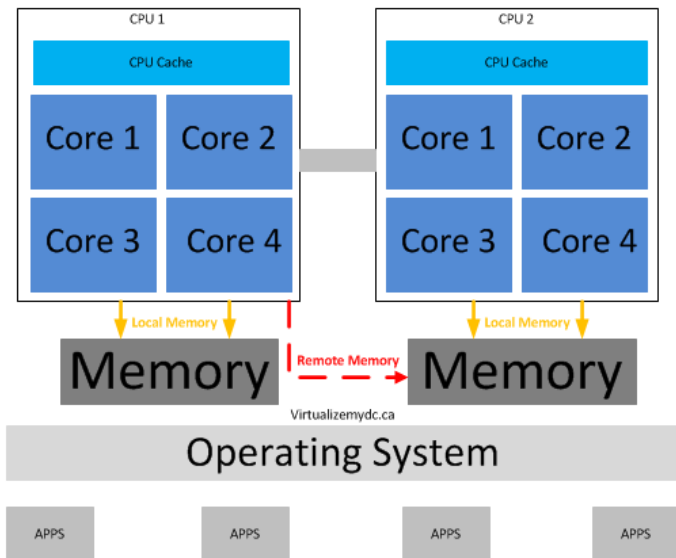 CPU 1
CPU 2
CPU Cache
CPU Cache
Core 1
Core 2
Core 1
Core 2
Core 3
Core 4
Core 3
Core 4
Local Memory
Local Memory
Remote Memory
Memory
Memory
Virtualizemydc.ca
Operating System
APPS
APPS
APPS
APPS